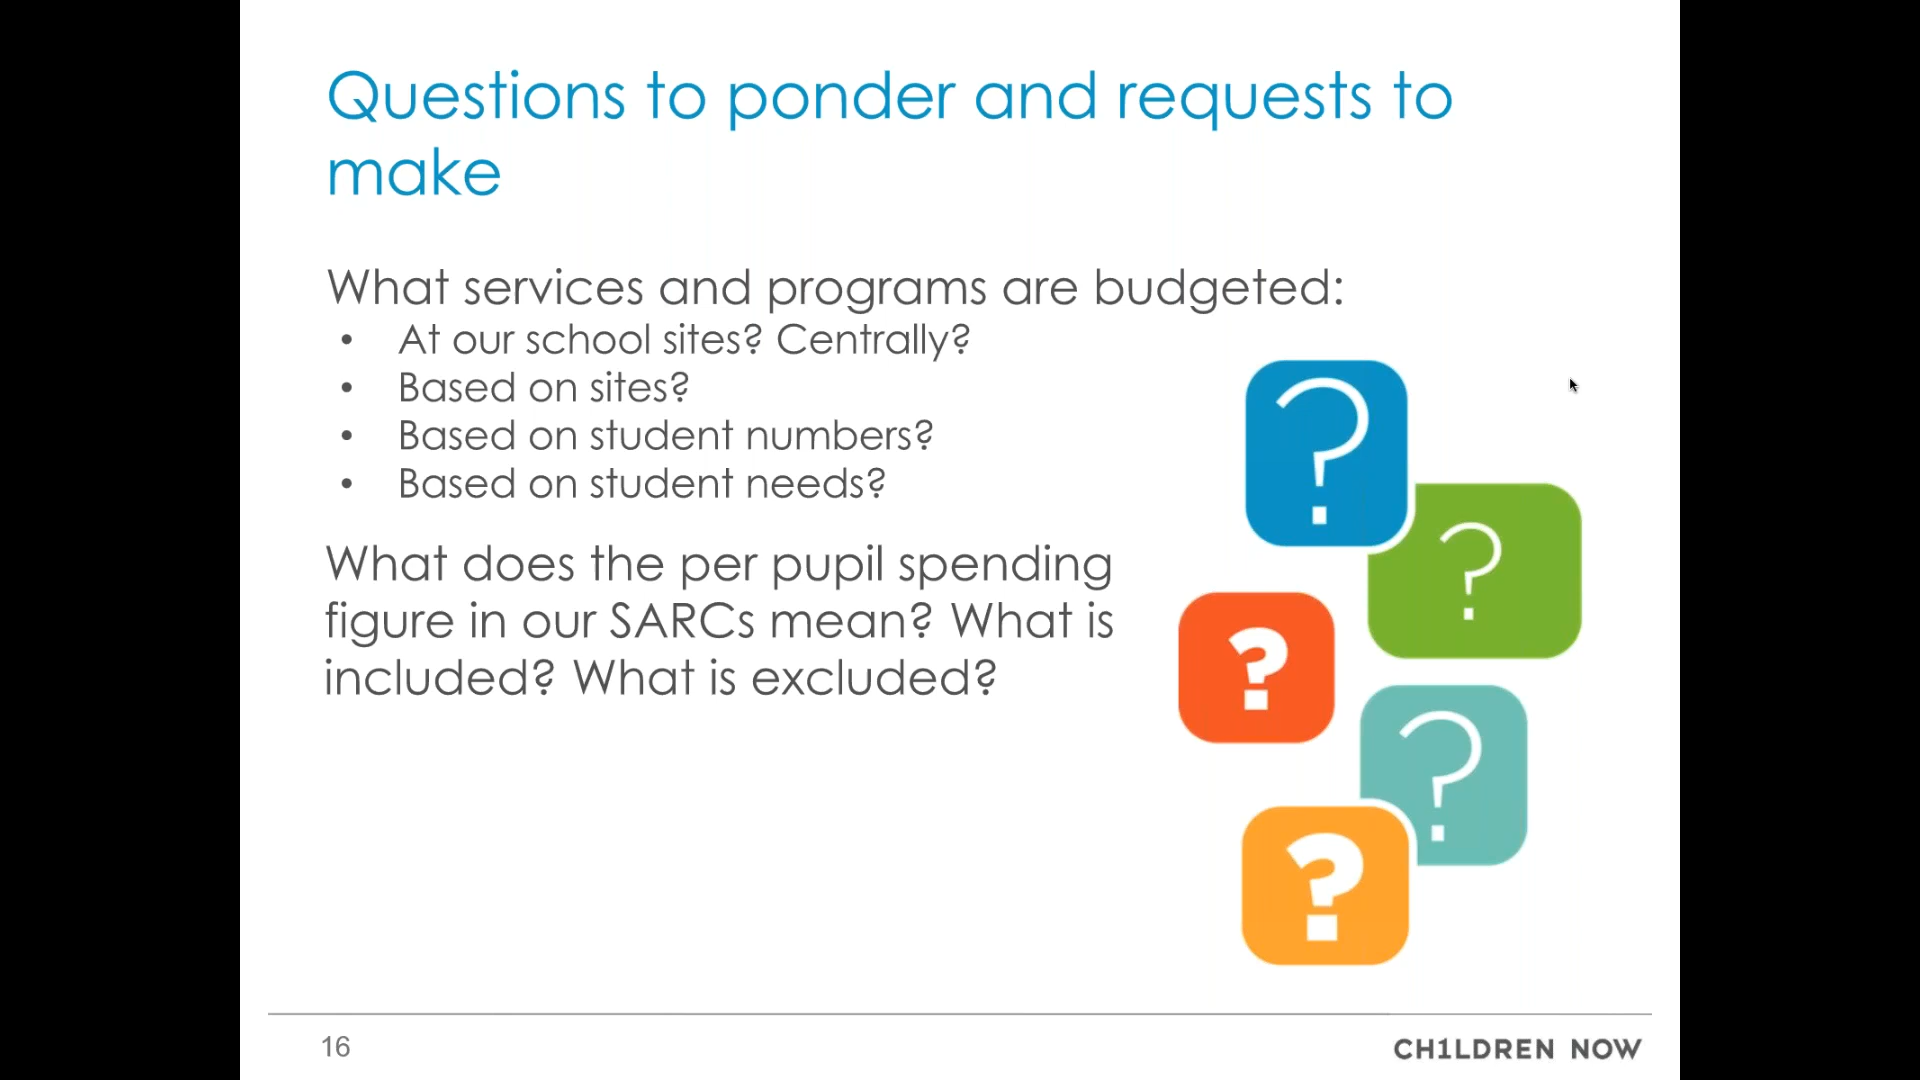 Questions to ponder and requests to
make
What services and programs are budgeted:
• At our school sites? Centrally?
• Based on sites?
• Based on student numbers?
• Based on student needs?
What does the per pupil spending
figure in our SARCs mean? What is
included? What is excluded?
?
?
?
?
?
16
CH1LDREN NOW